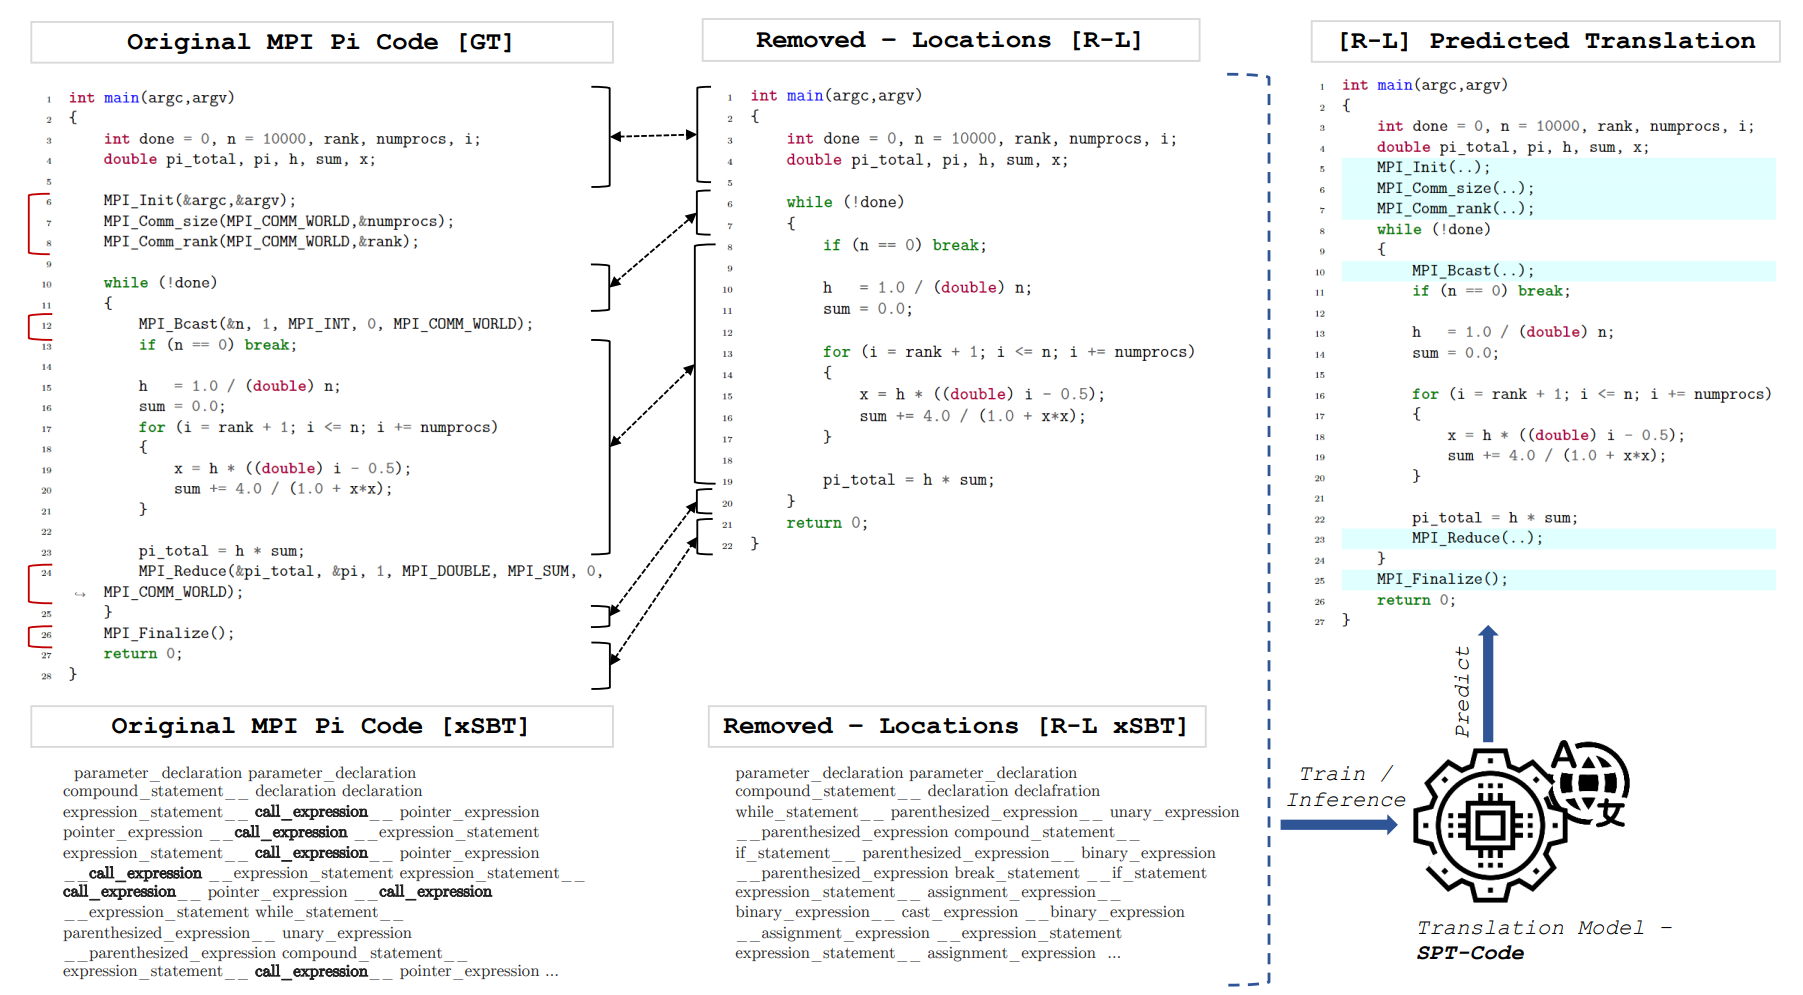 Original MPI Pi Code [GT]
1 int main(argc,argv)
2 {
3 int done = 0, n = 10000, rank, numprocs, i;
4 double pi_total, pi, h, sum, x;
5
6 MPI_Init(&argc,&argv);
7 MPI_Comm_size(MPI_COMM_WORLD,&numprocs);
8 MPI_Comm_rank(MPI_COMM_WORLD,&rank);
9
10 while (!done)
11 {
12 MPI_Bcast(&n, 1, MPI_INT, 0, MPI_COMM_WORLD);
13 if (n == 0) break;
14
15 h = 1.0 / (double) n;
16 sum = 0.0;
17 for (i = rank + 1; i <= n; i += numprocs)
18 {
19 x = h * ((double) i - 0.5);
20 sum += 4.0 / (1.0 + x*x);
21 }
22
23 pi_total = h * sum;
24 MPI_Reduce(&pi_total, &pi, 1, MPI_DOUBLE, MPI_SUM, 0,
↪ MPI_COMM_WORLD);
25 }
26 MPI_Finalize();
27 return 0;
28 }
Removed – Locations [R-L]
1 int main(argc,argv)
2 {
3 int done = 0, n = 10000, rank, numprocs, i;
4 double pi_total, pi, h, sum, x;
5
6 while (!done)
7 {
8 if (n == 0) break;
9
10 h = 1.0 / (double) n;
11 sum = 0.0;
12
13 for (i = rank + 1; i <= n; i += numprocs)
14 {
15 x = h * ((double) i - 0.5);
16 sum += 4.0 / (1.0 + x*x);
17 }
18
19 pi_total = h * sum;
20 }
21 return 0;
22 }
[R-L] Predicted Translation
1 int main(argc,argv)
2 {
3 int done = 0, n = 10000, rank, numprocs, i;
4 double pi_total, pi, h, sum, x;
5 MPI_Init(..);
6 MPI_Comm_size(..);
7 MPI_Comm_rank(..);
8 while (!done)
9 {
10 MPI_Bcast(..);
11 if (n == 0) break;
12
13 h = 1.0 / (double) n;
14 sum = 0.0;
15
16 for (i = rank + 1; i <= n; i += numprocs)
17 {
18 x = h * ((double) i - 0.5);
19 sum += 4.0 / (1.0 + x*x);
20 }
21
22 pi_total = h * sum;
23 MPI_Reduce(..);
24 }
25 MPI_Finalize();
26 return 0;
27 }
Original MPI Pi Code [xSBT]
parameter_declaration parameter_declaration
compound_statement__ declaration declaration
expression_statement__ call_expression__ pointer_expression
pointer_expression __call_expression __expression_statement
expression_statement__ call_expression__ pointer_expression
__call_expression __expression_statement expression_statement__
call_expression__ pointer_expression __call_expression
__expression_statement while_statement__
parenthesized_expression__ unary_expression
__parenthesized_expression compound_statement__
expression_statement__ call_expression__ pointer_expression ...
Removed – Locations [R-L xSBT]
parameter_declaration parameter_declaration
compound_statement__ declaration declafration
while_statement__ parenthesized_expression__ unary_expression
__parenthesized_expression compound_statement__
if_statement__ parenthesized_expression__ binary_expression
__parenthesized_expression break_statement __if_statement
expression_statement__ assignment_expression__
binary_expression__ cast_expression __binary_expression
__assignment_expression __expression_statement
expression_statement__ assignment_expression ...
Train /
Inference
Predict
A
文
Translation Model –
SPT-Code